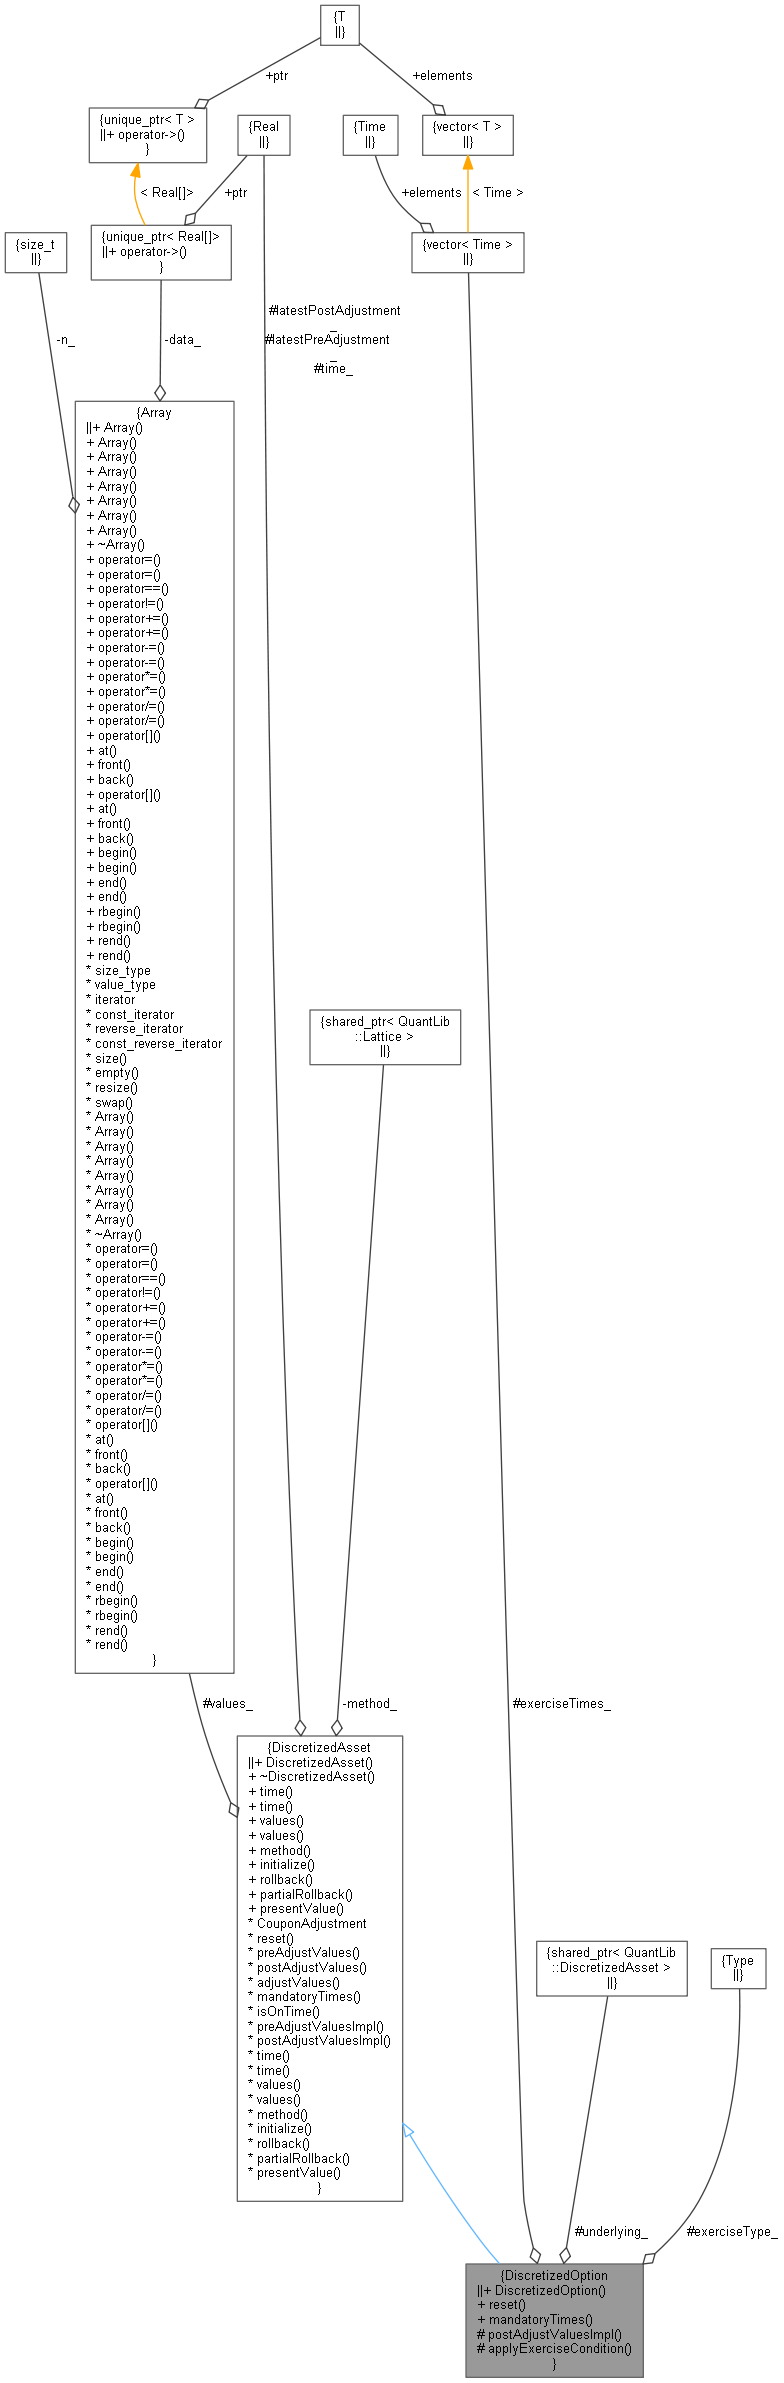 {T
||}
+ptr
+elements
{unique_ptr< T >
||+ operator->()
}
{Real
||}
{Time
||}
{vector< T >
||}
< Real[]>
+ptr
+elements
< Time >
{size_t
||}
{unique_ptr< Real[]>
||+ operator->()
}
{vector< Time >
||}
-n_
-data_
#latestPostAdjustment
_
#latestPreAdjustment
_
#time_
{Array
||+ Array()
+ Array()
+ Array()
+ Array()
+ Array()
+ Array()
+ Array()
+ Array()
+ ~Array()
+ operator=()
+ operator=()
+ operator==()
+ operator!=()
+ operator+=()
+ operator+=()
+ operator-=()
+ operator-=()
+ operator*=()
+ operator*=()
+ operator/=()
+ operator/=()
+ operator[]()
+ at()
+ front()
+ back()
+ operator[]()
+ at()
+ front()
+ back()
+ begin()
+ begin()
+ end()
+ end()
+ rbegin()
+ rbegin()
+ rend()
+ rend()
* size_type
* value_type
* iterator
* const_iterator
* reverse_iterator
* const_reverse_iterator
* size()
* empty()
* resize()
* swap()
* Array()
* Array()
* Array()
* Array()
* Array()
* Array()
* Array()
* Array()
* ~Array()
* operator=()
* operator=()
* operator==()
* operator!=()
* operator+=()
* operator+=()
* operator-=()
* operator-=()
* operator*=()
* operator*=()
* operator/=()
* operator/=()
* operator[]()
* at()
* front()
* back()
* operator[]()
* at()
* front()
* back()
* begin()
* begin()
* end()
* end()
* rbegin()
* rbegin()
* rend()
* rend()
}
{shared_ptr< QuantLib
::Lattice >
||}
#values_
-method_
#exerciseTimes_
{DiscretizedAsset
||+ DiscretizedAsset()
+ ~DiscretizedAsset()
+ time()
+ time()
+ values()
+ values()
+ method()
+ initialize()
+ rollback()
+ partialRollback()
+ presentValue()
* CouponAdjustment
* reset()
* preAdjustValues()
* postAdjustValues()
* adjustValues()
* mandatoryTimes()
* isOnTime()
* preAdjustValuesImpl()
* postAdjustValuesImpl()
* time()
* time()
* values()
* values()
* method()
* initialize()
* rollback()
* partialRollback()
* presentValue()
}
{shared_ptr< QuantLib
::DiscretizedAsset >
||}
{Type
||}
#underlying_
#exerciseType_
{DiscretizedOption
||+ DiscretizedOption()
+ reset()
+ mandatoryTimes()
# postAdjustValuesImpl()
# applyExerciseCondition()
}